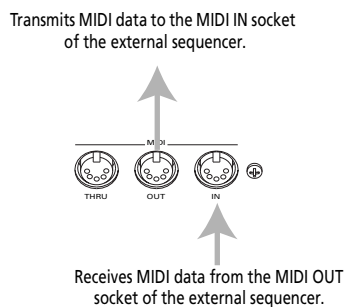 Transmits MIDI data to the MIDI IN socket
of the external sequencer.
MIDI
THRU OUT IN
Receives MIDI data from the MIDI OUT
socket of the external sequencer.